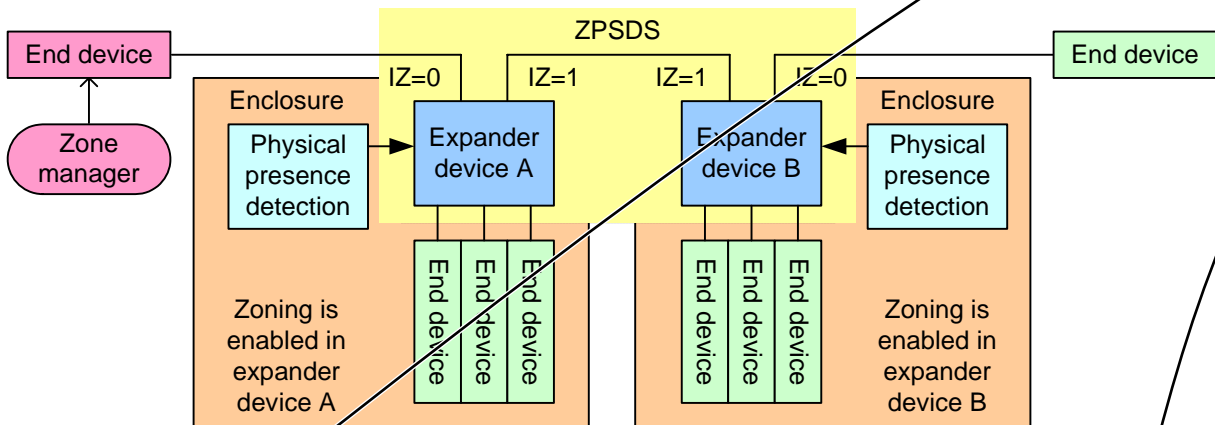 ZPSDS
End device
End device
IZ=0
IZ=1
IZ=1
IZ=0
Enclosure
Enclosure
Zone
manager
Physical
presence
detection
Expander
device A
Expander
device B
Physical
presence
detection
End device
End device
End device
End device
End device
End device
Zoning is
enabled in
expander
device A
Zoning is
enabled in
expander
device B